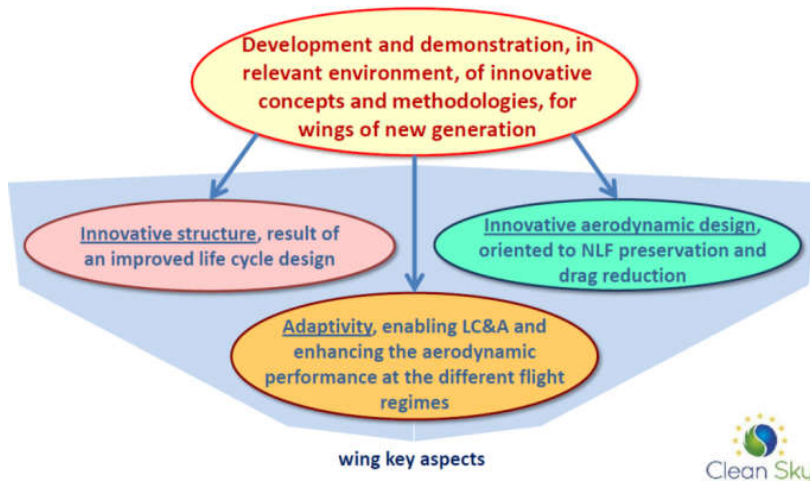 Development and demonstration, in
relevant environment, of innovative
concepts and methodologies, for
wings of new generation
Innovative structure, result of
an improved life cycle design
Innovative aerodynamic design,
oriented to NLF preservation and
drag reduction
Adaptivity, enabling LC&A and
enhancing the aerodynamic
performance at the different flight
regimes
wing key aspects
Clean Sky